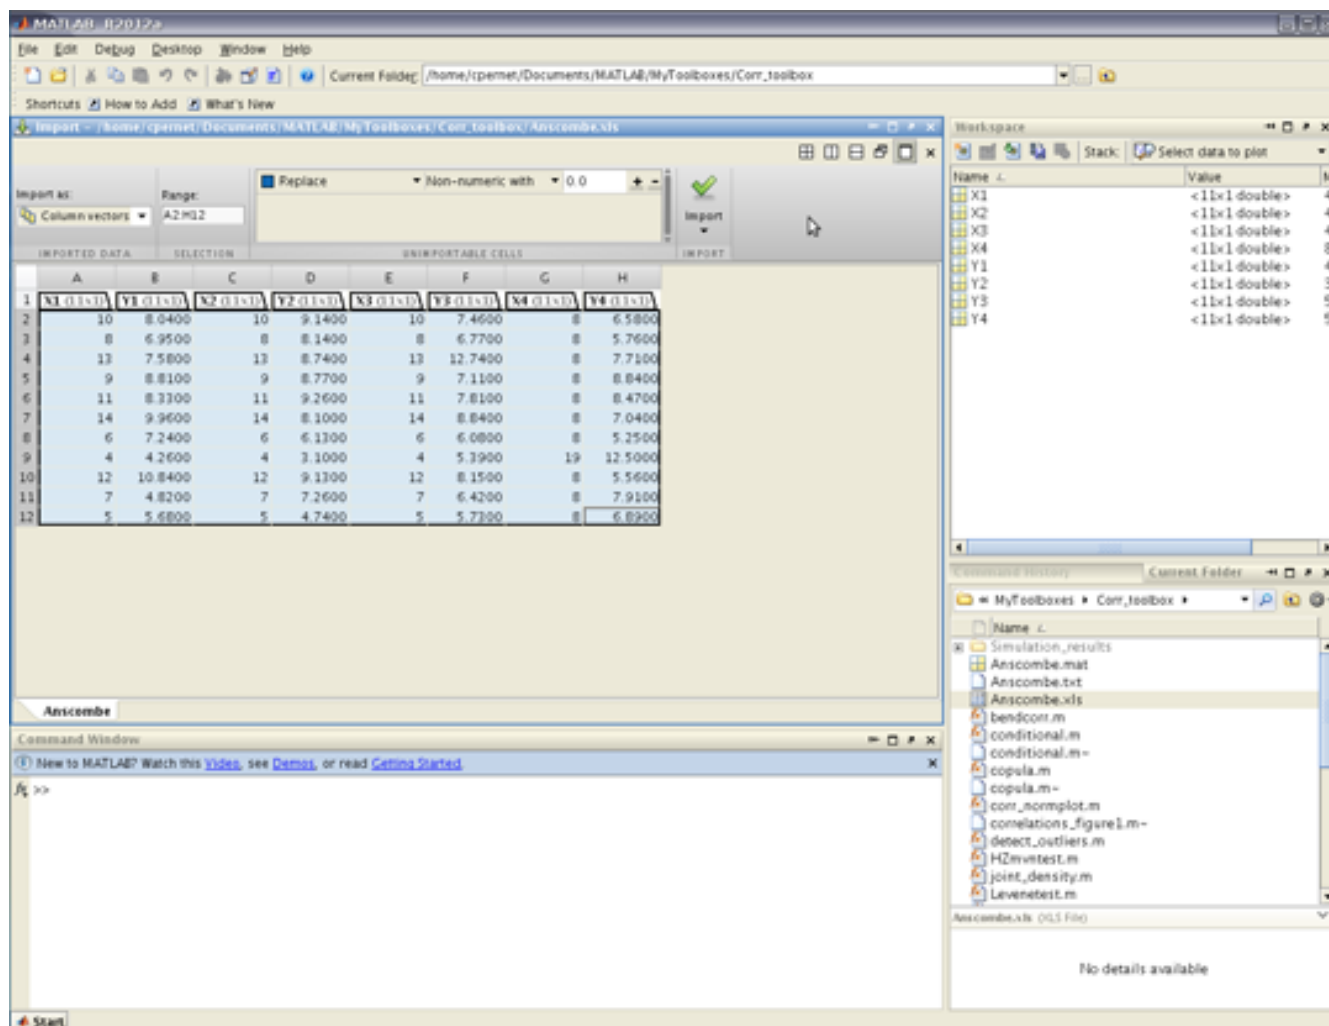 MATLAB R2012a
File Edit Debug Desktop Window Help
Current Folder: /home/cpernet/Documents/MATLAB/MyToolboxes/Corr_toolbox
Shortcuts How to Add What's New
Import - /home/cpernet/Documents/MATLAB/MyToolboxes/Corr_toolbox/Anscombe.xls
Import as: Range: Replace Non-numeric with 0.0
Column vectors A2:H12 Import
IMPORTED DATA SELECTION UNIMPORTABLE CELLS IMPORT
A B C D E F G H
1 X1 (11x1) Y1 (11x1) X2 (11x1) Y2 (11x1) X3 (11x1) Y3 (11x1) X4 (11x1) Y4 (11x1)
2 10 8.0400 10 9.1400 10 7.4600 8 6.5800
3 8 6.9500 8 8.1400 8 6.7700 8 5.7600
4 13 7.5800 13 8.7400 13 12.7400 8 7.7100
5 9 8.8100 9 8.7700 9 7.1100 8 8.8400
6 11 8.3300 11 9.2600 11 7.8100 8 8.4700
7 14 9.9600 14 8.1000 14 8.8400 8 7.0400
8 6 7.2400 6 6.1300 6 6.0800 8 5.2500
9 4 4.2600 4 3.1000 4 5.3900 19 12.5000
10 12 10.8400 12 9.1300 12 8.1500 8 5.5600
11 7 4.8200 7 7.2600 7 6.4200 8 7.9100
12 5 5.6800 5 4.7400 5 5.7300 8 6.8900
Anscombe
Command Window
New to MATLAB? Watch this Video, see Demos, or read Getting Started.
fx >>
Start
Workspace
Stack: Select data to plot
Name Value
X1 <11x1 double>
X2 <11x1 double>
X3 <11x1 double>
X4 <11x1 double>
Y1 <11x1 double>
Y2 <11x1 double>
Y3 <11x1 double>
Y4 <11x1 double>
Command History Current Folder
« MyToolboxes Corr_toolbox
Name
Simulation_results
Anscombe.mat
Anscombe.txt
Anscombe.xls
bendcorr.m
conditional.m
conditional.m~
copula.m
copula.m~
corr_normplot.m
correlations_figure1.m~
detect_outliers.m
HZmvntest.m
joint_density.m
Levenetest.m
Anscombe.xls (XLS File)
No details available